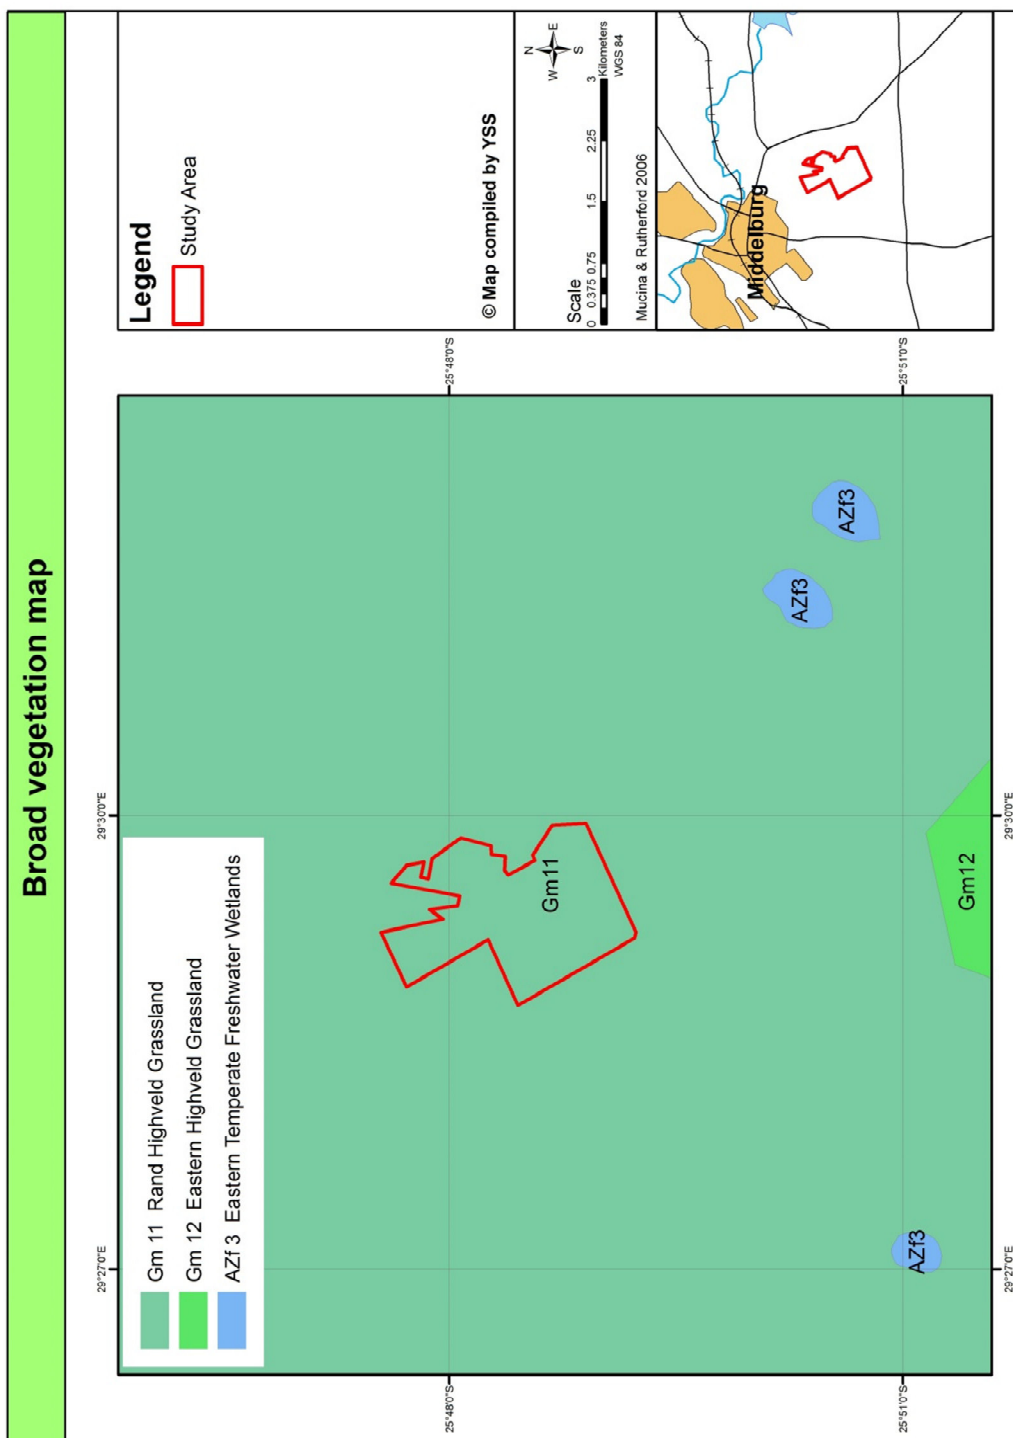 Broad vegetation map
Gm 11 Rand Highveld Grassland
Gm 12 Eastern Highveld Grassland
AZf 3 Eastern Temperate Freshwater Wetlands
29°27'0"E
29°30'0"E
25°48'0"S
25°48'0"S
25°51'0"S
25°51'0"S
29°27'0"E
29°30'0"E
Gm11
AZf3
AZf3
AZf3
Gm12
Legend
Study Area
© Map compiled by YSS
Scale
0 0.375 0.75 1.5 2.25 3
Kilometers
WGS 84
N
W E
S
Mucina & Rutherford 2006
Middelburg